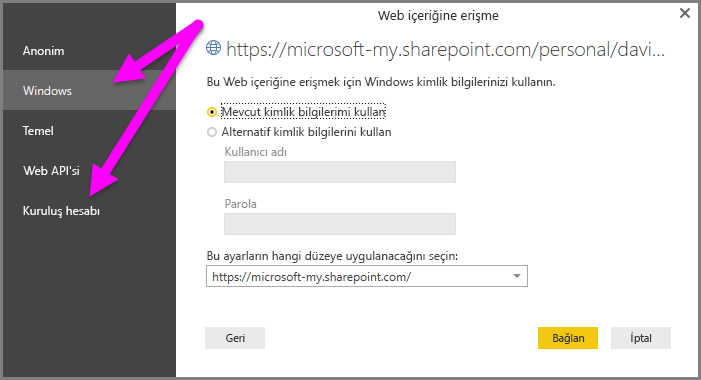 Web içeriğine erişme
Anonim
Windows
Temel
Web API'si
Kuruluş hesabı
https://microsoft-my.sharepoint.com/personal/davi...
Bu Web içeriğine erişmek için Windows kimlik bilgilerinizi kullanın.
Mevcut kimlik bilgilerimi kullan
Alternatif kimlik bilgilerini kullan
Kullanıcı adı
Parola
Bu ayarların hangi düzeye uygulanacağını seçin:
https://microsoft-my.sharepoint.com/
Geri
Bağlan
İptal